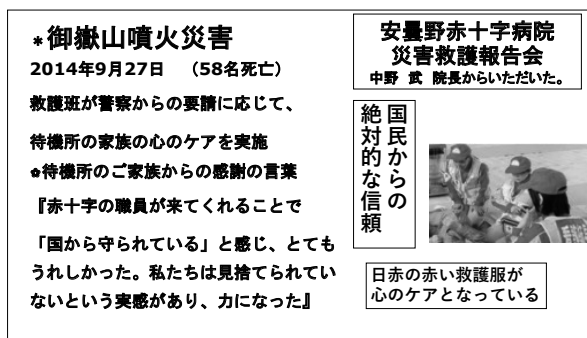 *御嶽山噴火災害
2014年9月27日 （58名死亡）
救護班が警察からの要請に応じて、
待機所の家族の心のケアを実施
✿待機所のご家族からの感謝の言葉
『赤十字の職員が来てくれることで
「国から守られている」と感じ、とても
うれしかった。私たちは見捨てられてい
ないという実感があり、力になった』
安曇野赤十字病院
災害救護報告会
中野 武 院長からいただいた。
国民からの
絶対的な信頼
日赤の赤い救護服が
心のケアとなっている